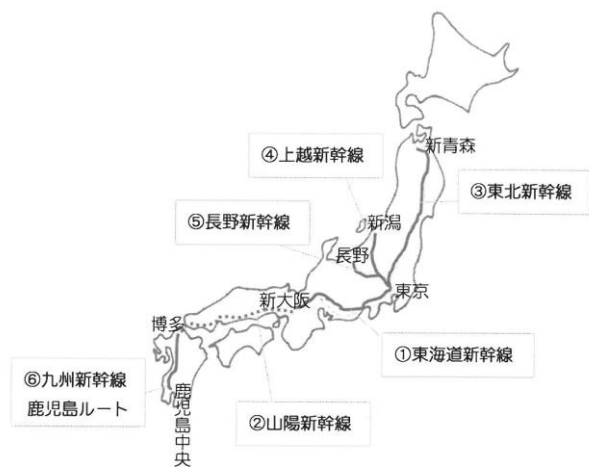 新青森
④上越新幹線
③東北新幹線
⑤長野新幹線
新潟
長野
新大阪
東京
博多
①東海道新幹線
⑥九州新幹線
鹿児島ルート
鹿児島中央
②山陽新幹線